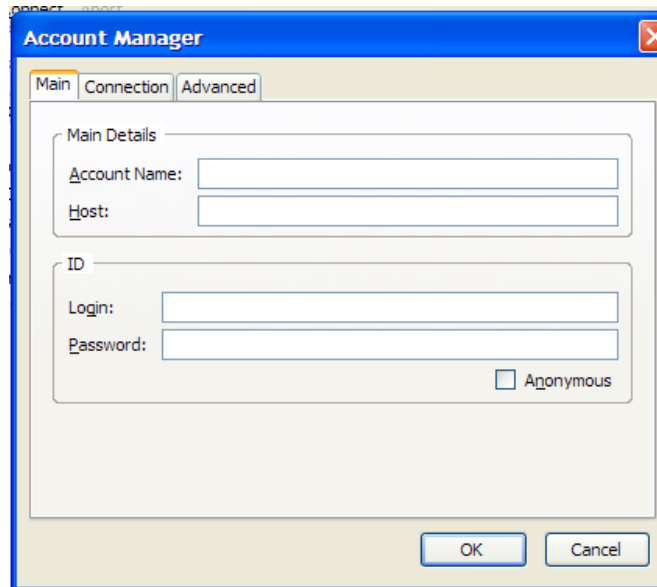 Account Manager
Main Connection Advanced
Main Details
Account Name:
Host:
ID
Login:
Password:
Anonymous
OK Cancel